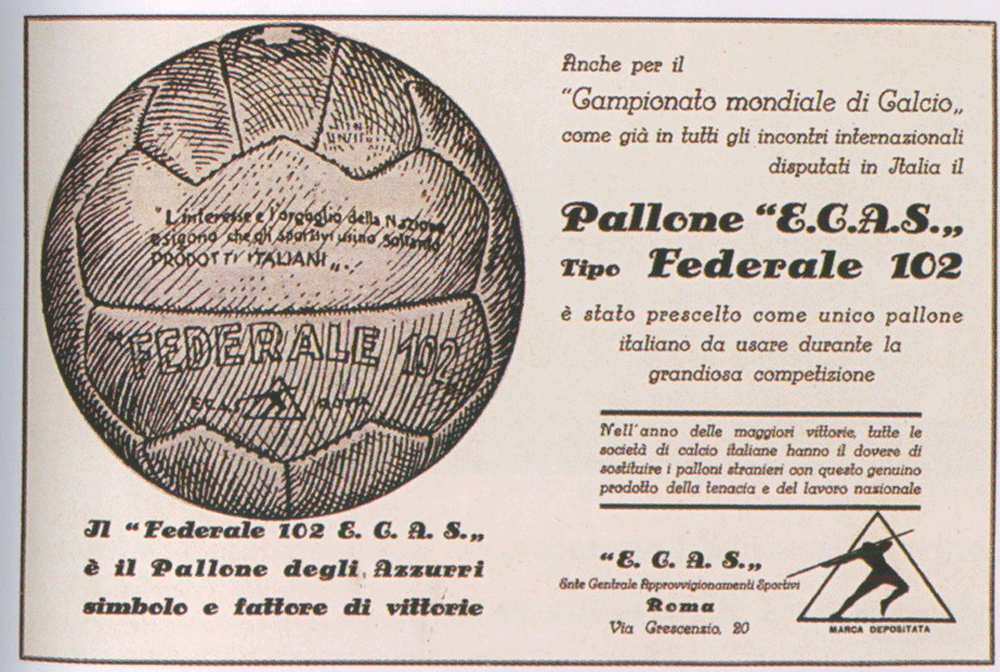 "L'interesse e l'orgoglio della Nazione
esigono che gli sportivi usino soltanto
PRODOTTI ITALIANI„.
"FEDERALE 102
E.C.A.S. ROMA
Il "Federale 102 E. C. A. S.„
è il Pallone degli Azzurri
simbolo e fattore di vittorie
Anche per il
"Campionato mondiale di Calcio„
come già in tutti gli incontri internazionali
disputati in Italia il
Pallone "E.C.A.S.„
Tipo Federale 102
è stato prescelto come unico pallone
italiano da usare durante la
grandiosa competizione
Nell'anno delle maggiori vittorie, tutte le
società di calcio italiane hanno il dovere di
sostituire i palloni stranieri con questo genuino
prodotto della tenacia e del lavoro nazionale
"E. C. A. S.„
Ente Centrale Approvvigionamenti Sportivi
Roma
Via Crescenzio, 20
MARCA DEPOSITATA